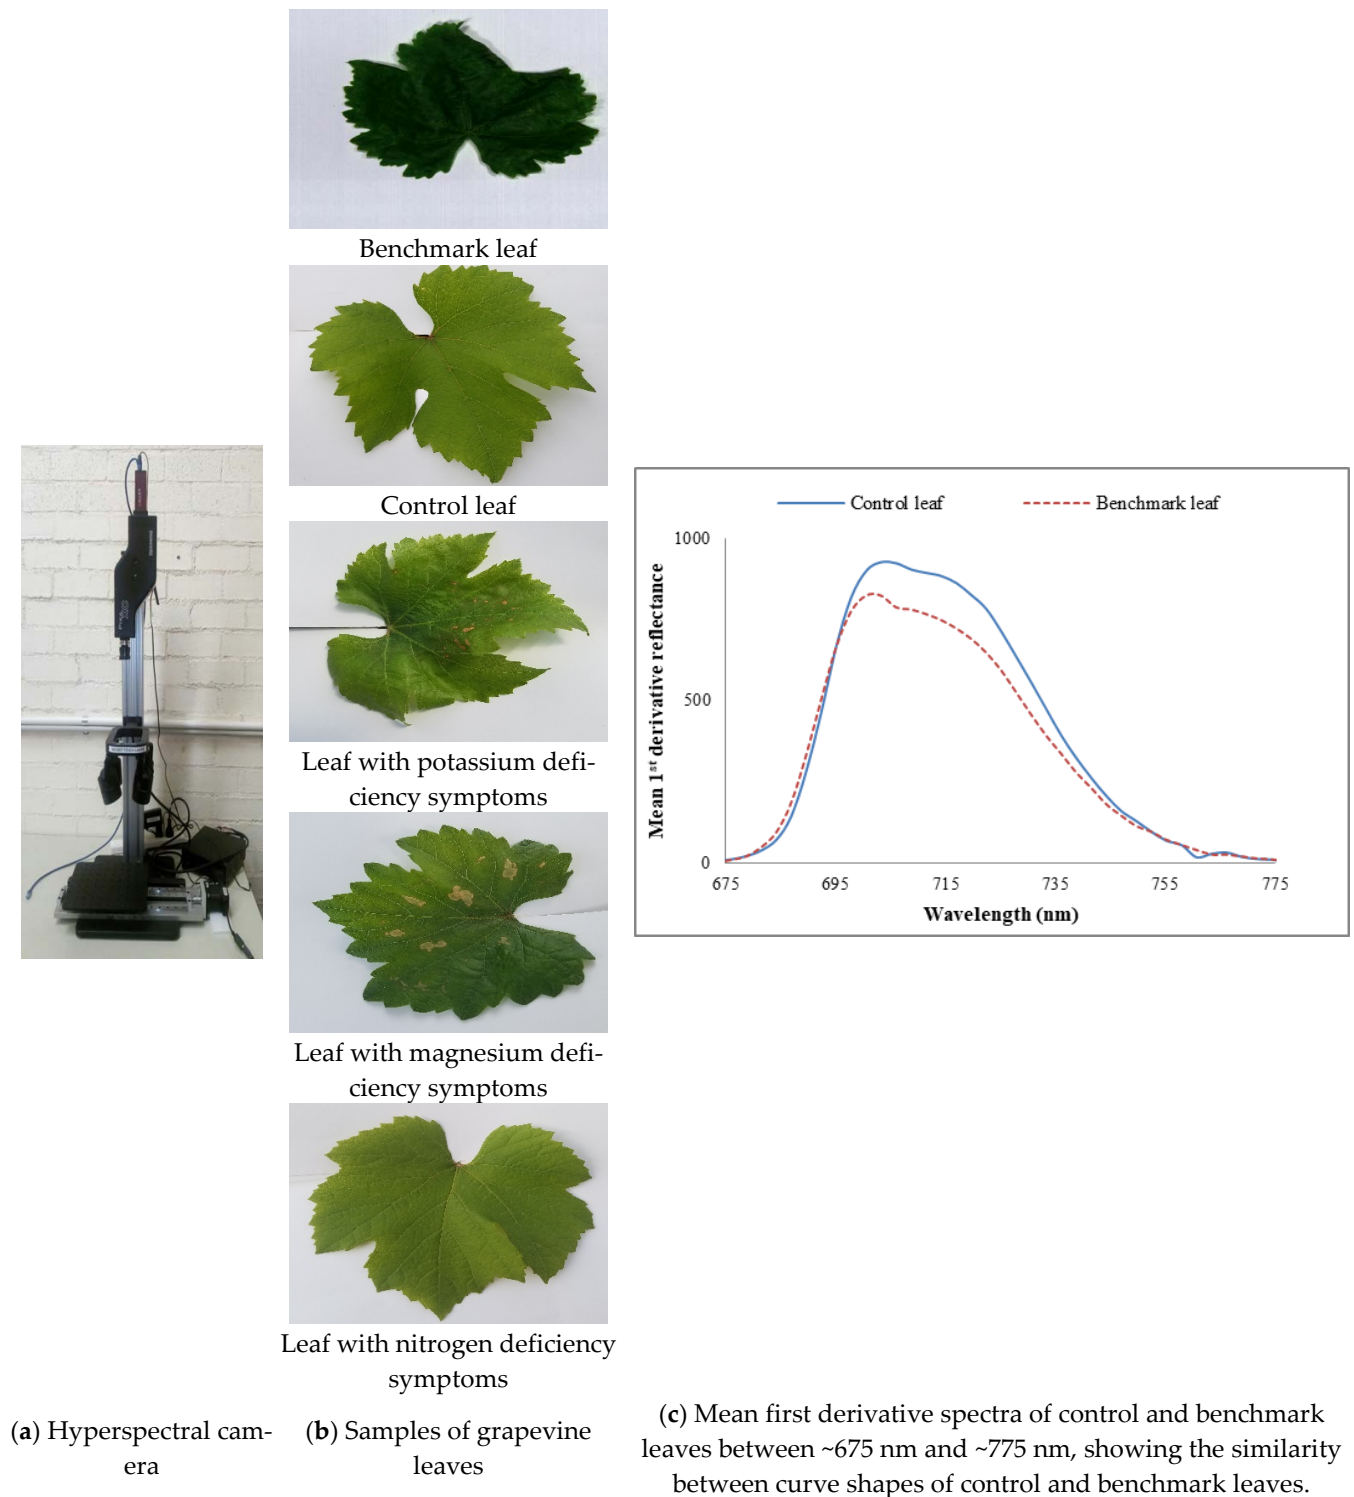 Benchmark leaf
Control leaf
Leaf with potassium defi-
ciency symptoms
Leaf with magnesium defi-
ciency symptoms
Leaf with nitrogen deficiency
symptoms
Control leaf
Benchmark leaf
1000
500
0
Mean 1st derivative reflectance
675
695
715
735
755
775
Wavelength (nm)
(a) Hyperspectral cam-
era
(b) Samples of grapevine
leaves
(c) Mean first derivative spectra of control and benchmark
leaves between ~675 nm and ~775 nm, showing the similarity
between curve shapes of control and benchmark leaves.